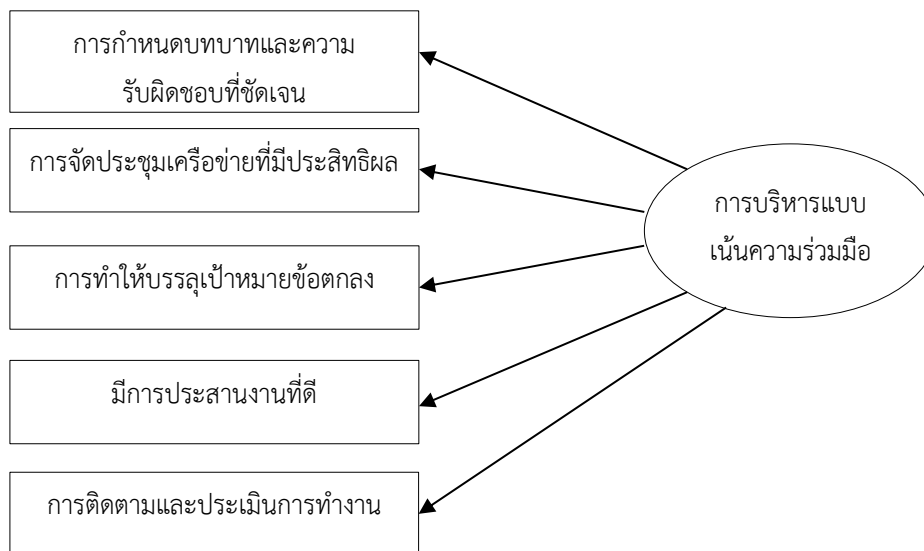 การกำหนดบทบาทและความ
รับผิดชอบที่ชัดเจน
การจัดประชุมเครือข่ายที่มีประสิทธิผล
การทำให้บรรลุเป้าหมายข้อตกลง
มีการประสานงานที่ดี
การติดตามและประเมินการทำงาน
การบริหารแบบ
เน้นความร่วมมือ